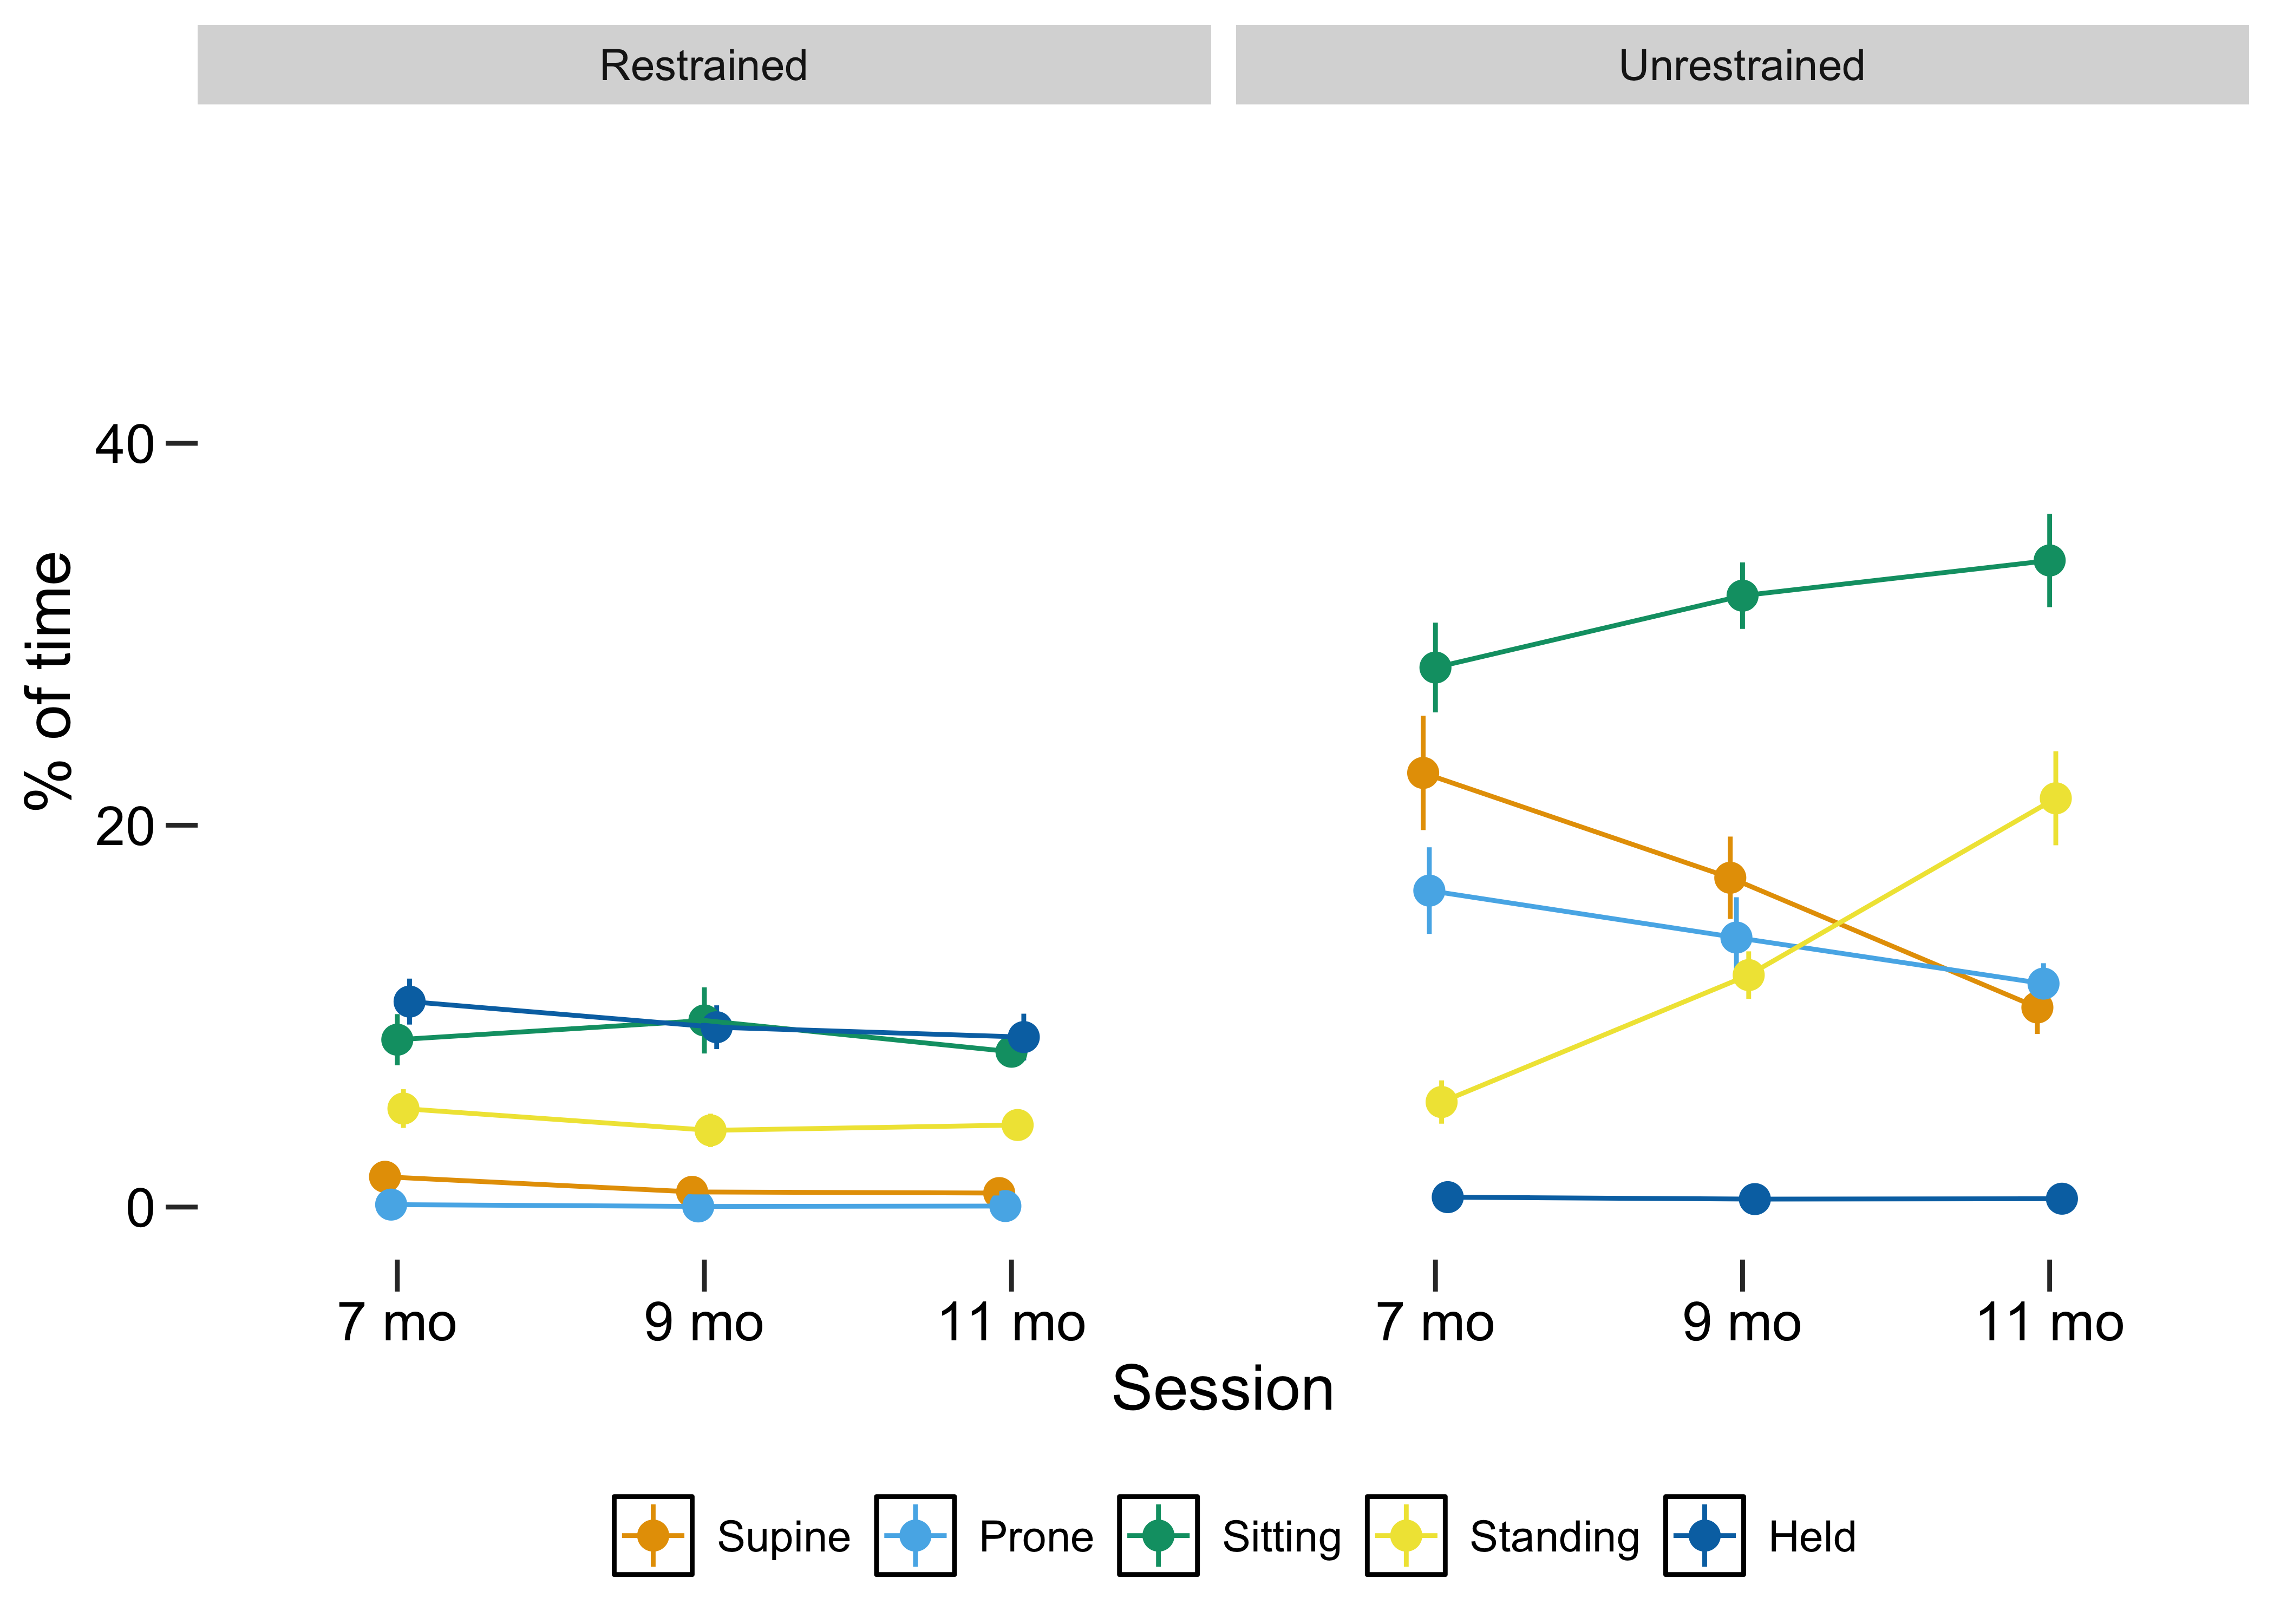 Restrained
Unrestrained
40
20
0
% of time
7 mo 9 mo 11 mo
7 mo 9 mo 11 mo
Session
Supine Prone Sitting Standing Held